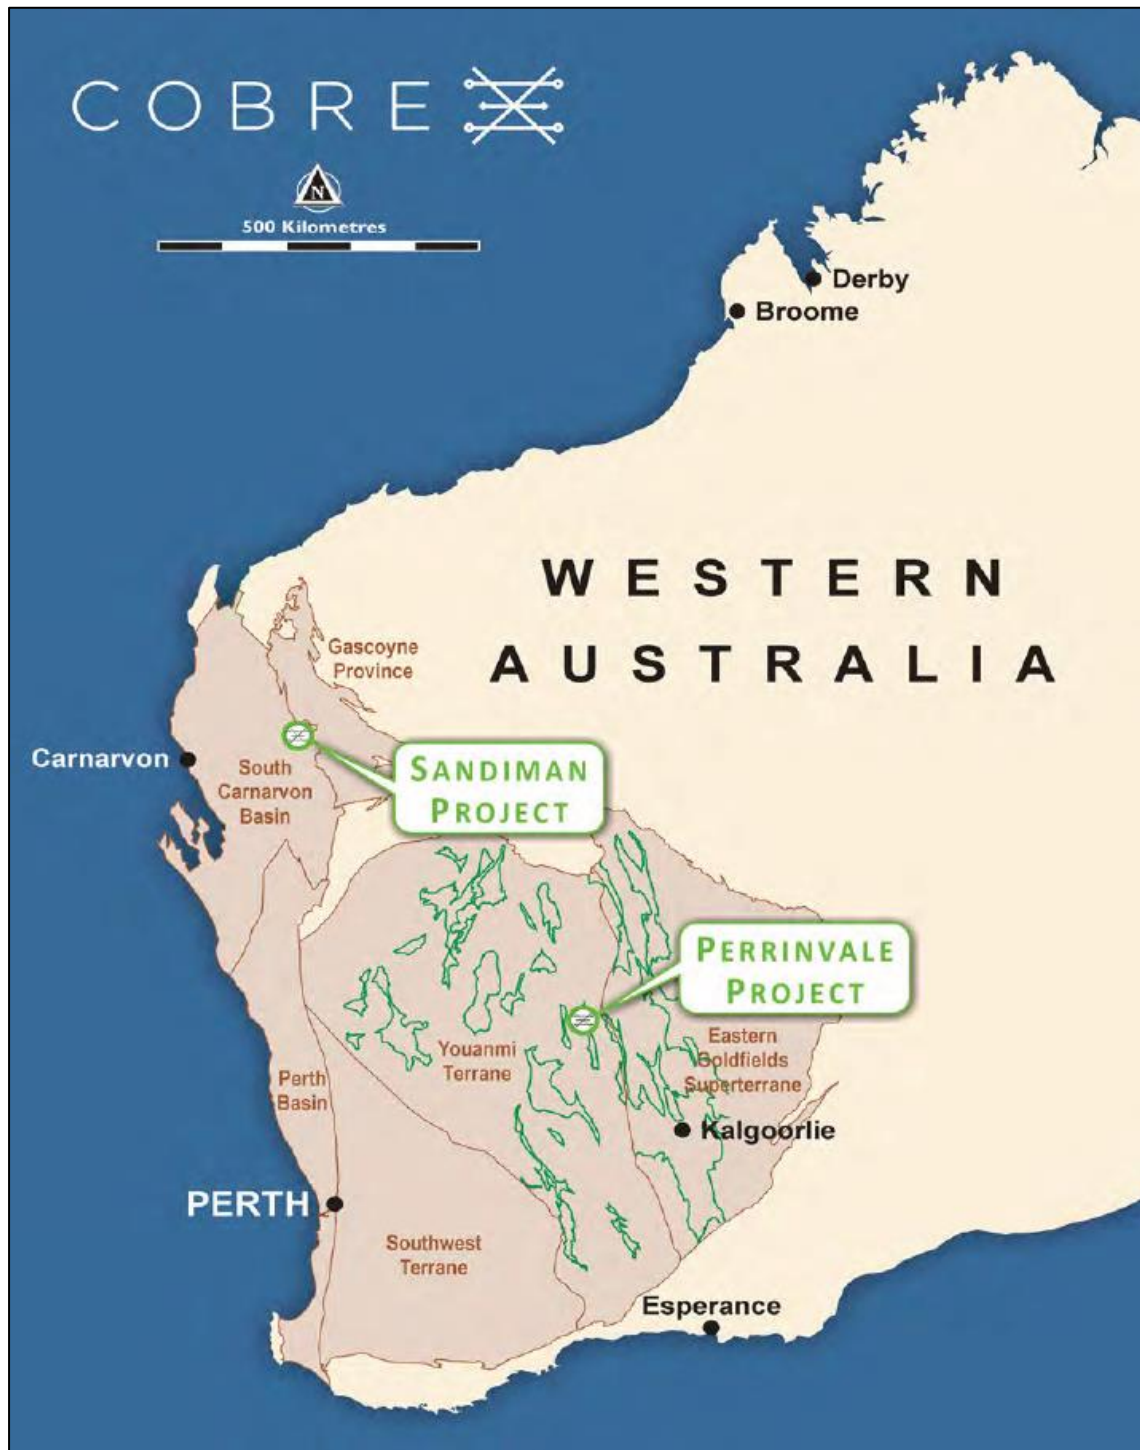 COBRE
N
500 Kilometres
Derby
Broome
WESTERN
AUSTRALIA
Gascoyne
Province
Carnarvon
South
Carnarvon
Basin
SANDIMAN
PROJECT
PERRINVALE
PROJECT
Youanmi
Terrane
Eastern
Goldfields
Superterrane
Perth
Basin
Kalgoorlie
PERTH
Southwest
Terrane
Esperance